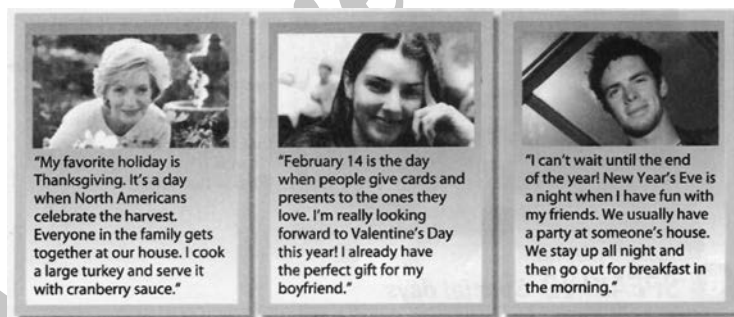 "My favorite holiday is
Thanksgiving. It's a day
when North Americans
celebrate the harvest.
Everyone in the family gets
together at our house. I cook
a large turkey and serve it
with cranberry sauce."
"February 14 is the day
when people give cards and
presents to the ones they
love. I'm really looking
forward to Valentine's Day
this year! I already have
the perfect gift for my
boyfriend."
"I can't wait until the end
of the year! New Year's Eve is
a night when I have fun with
my friends. We usually have
a party at someone's house.
We stay up all night and
then go out for breakfast in
the morning."